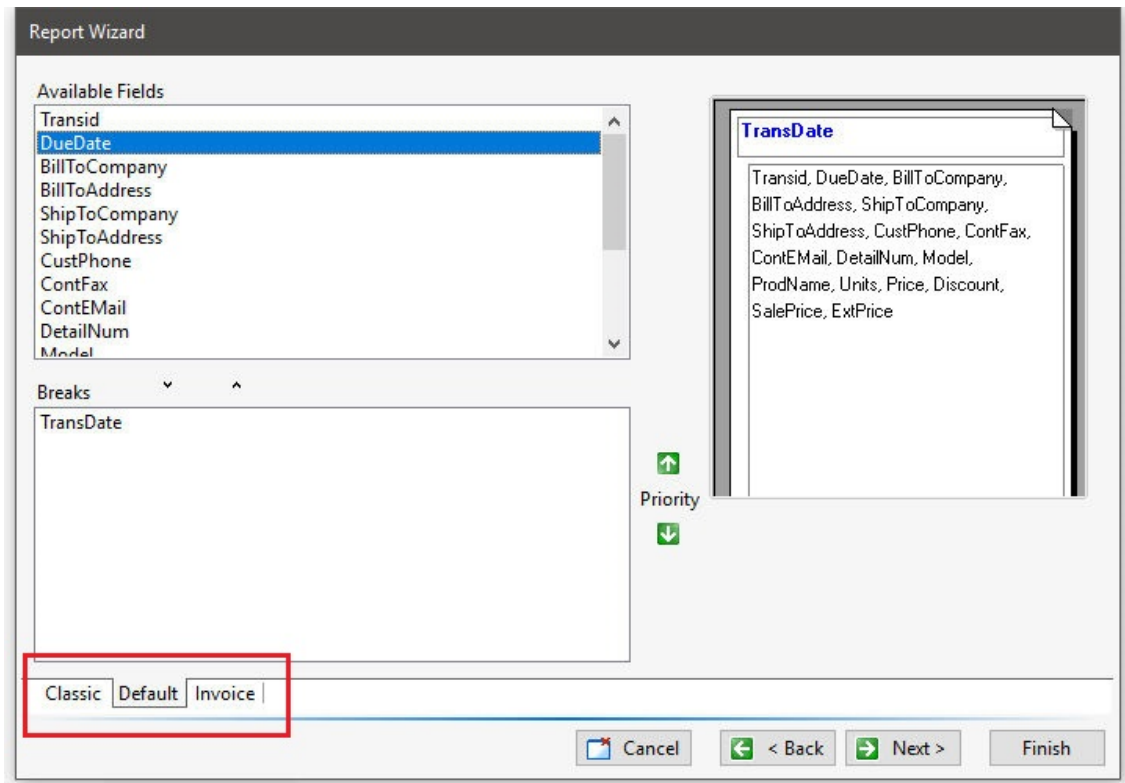 Report Wizard
Available Fields
Transid
DueDate
BillToCompany
BillToAddress
ShipToCompany
ShipToAddress
CustPhone
ContFax
ContEMail
DetailNum
Model
Breaks
TransDate
Priority
TransDate
Transid, DueDate, BillToCompany,
BillToAddress, ShipToCompany,
ShipToAddress, CustPhone, ContFax,
ContEMail, DetailNum, Model,
ProdName, Units, Price, Discount,
SalePrice, ExtPrice
Classic Default Invoice
Cancel < Back Next > Finish